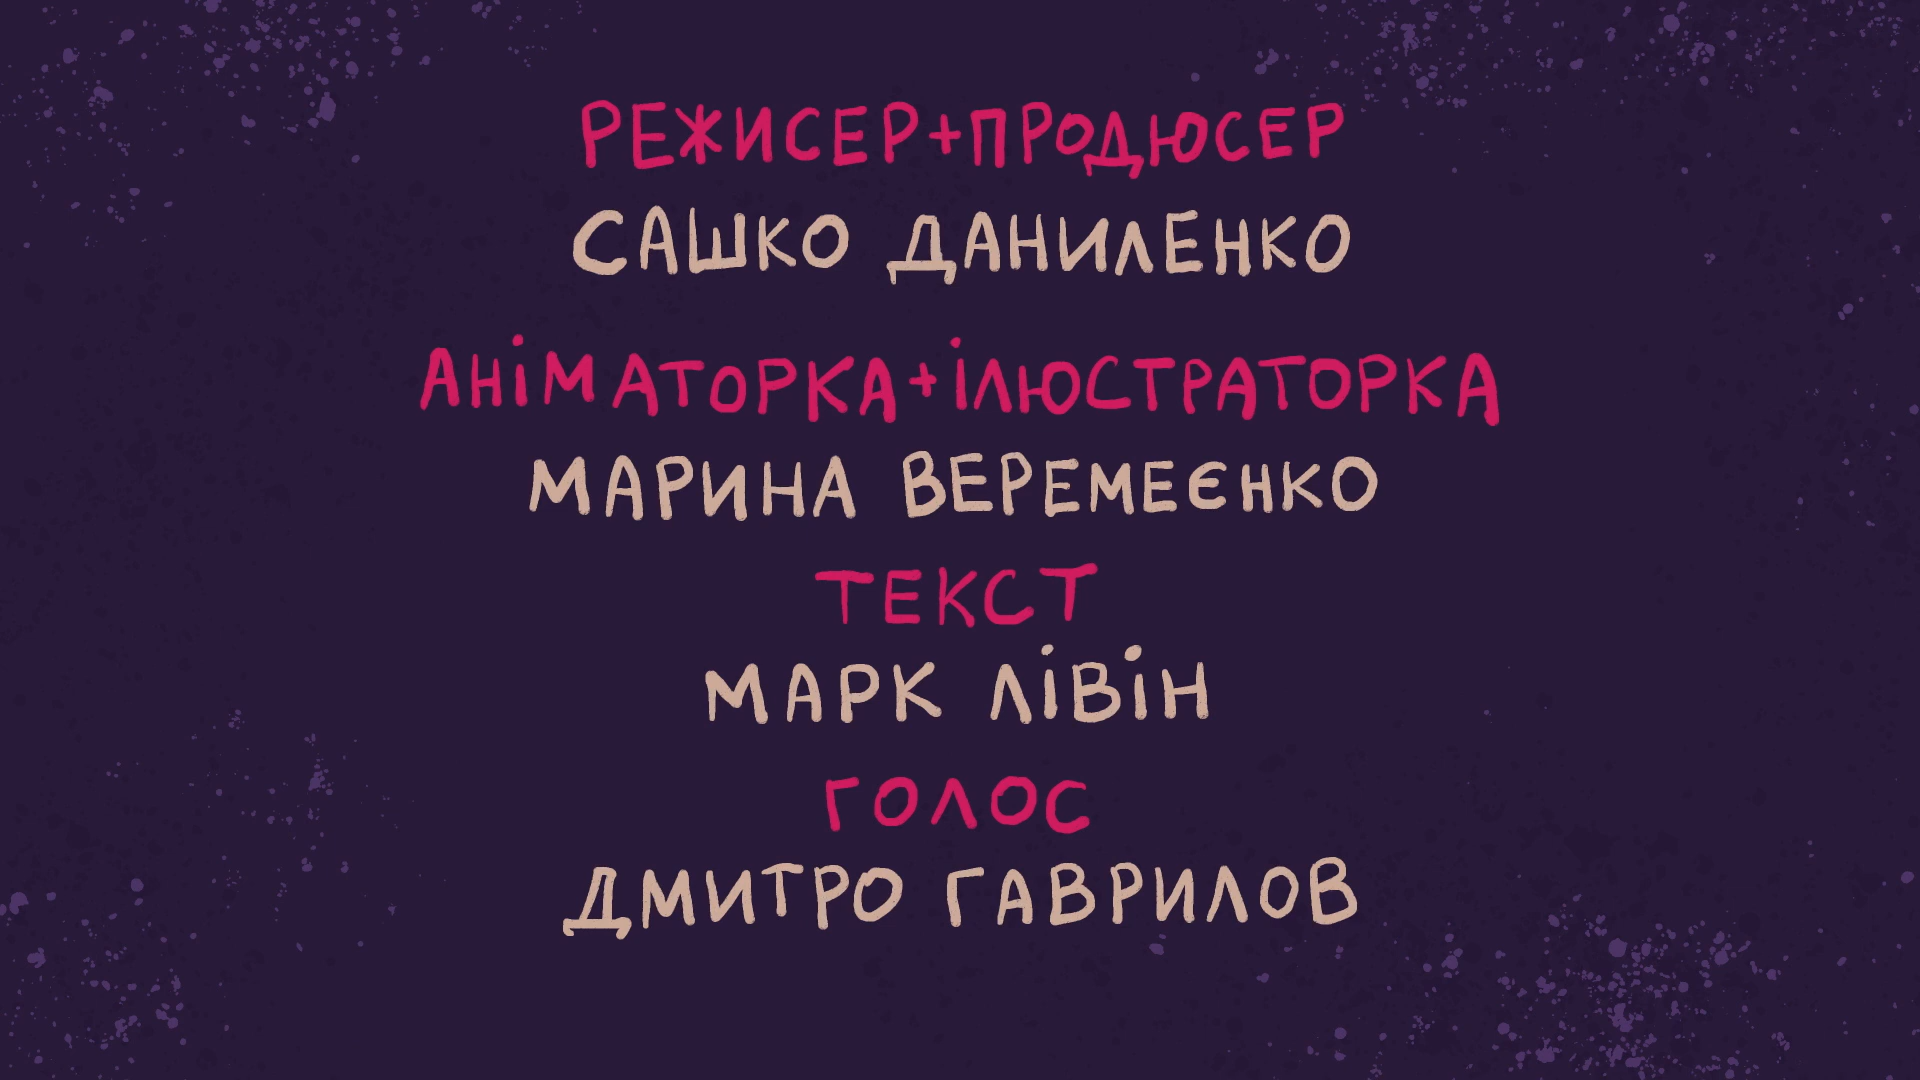 РЕЖИСЕР+ПРОДЮСЕР
САШКО ДАНИЛЕНКО
АНІМАТОРКА+ІЛЮСТРАТОРКА
МАРИНА ВЕРЕМЕЄНКО
ТЕКСТ
МАРК ЛІВІН
ГОЛОС
ДМИТРО ГАВРИЛОВ